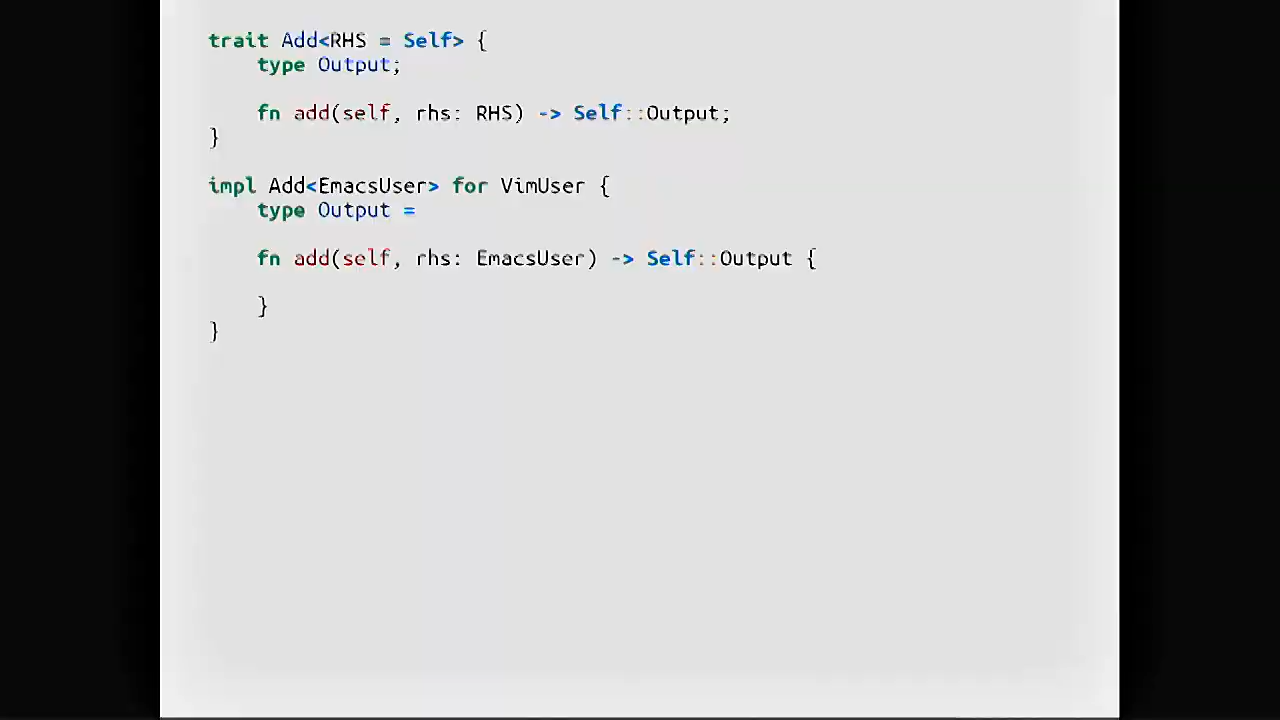 trait Add<RHS = Self> {
    type Output;

    fn add(self, rhs: RHS) -> Self::Output;
}

impl Add<EmacsUser> for VimUser {
    type Output =

    fn add(self, rhs: EmacsUser) -> Self::Output {

    }
}